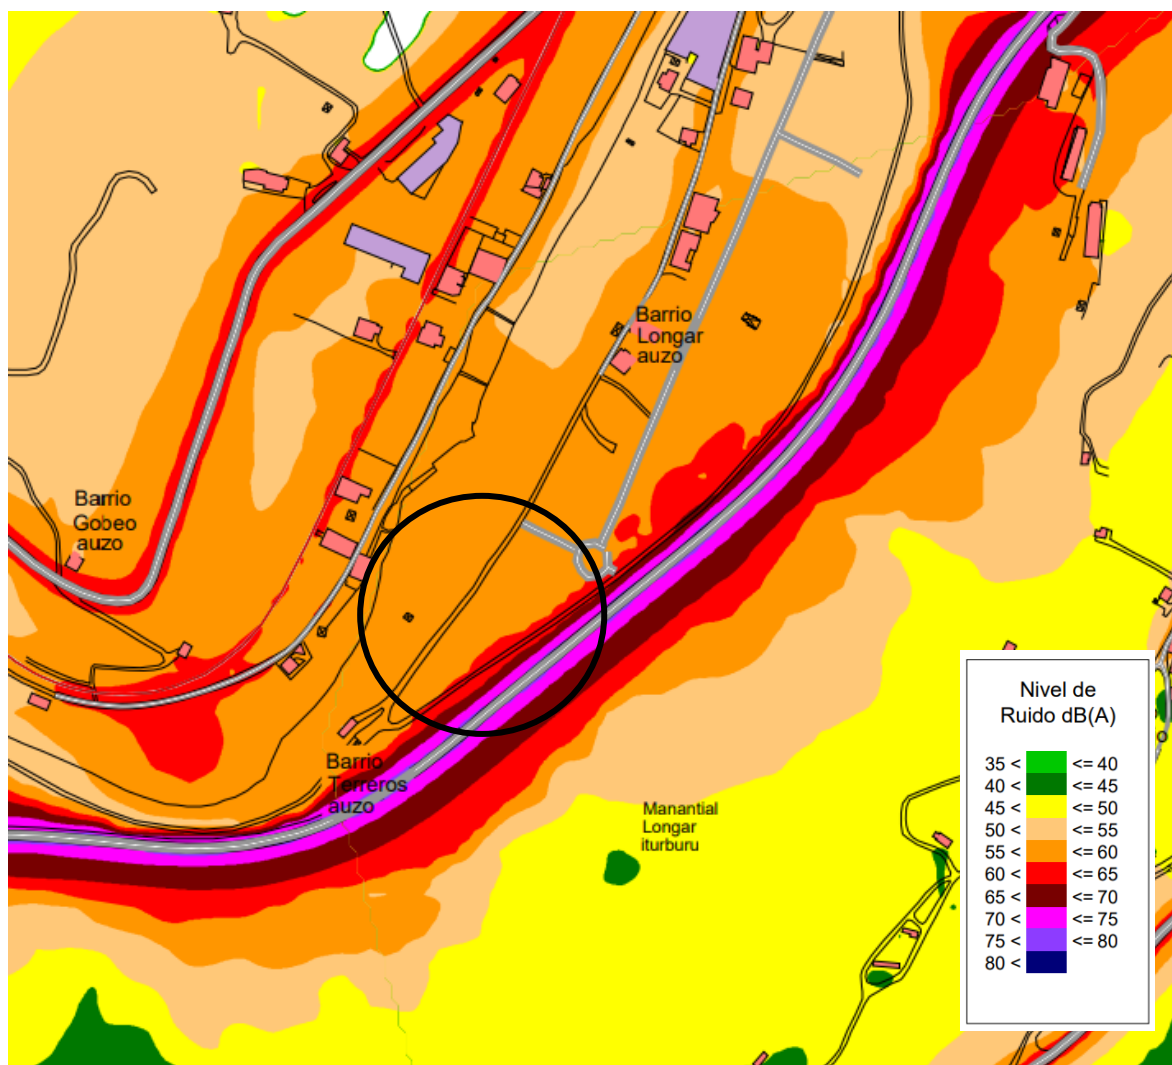 Barrio
Longar
auzo
Barrio
Gobeo
auzo
Barrio
Terreros
auzo
Manantial
Longar
iturburu
Nivel de
Ruido dB(A)
35 < <= 40
40 < <= 45
45 < <= 50
50 < <= 55
55 < <= 60
60 < <= 65
65 < <= 70
70 < <= 75
75 < <= 80
80 <